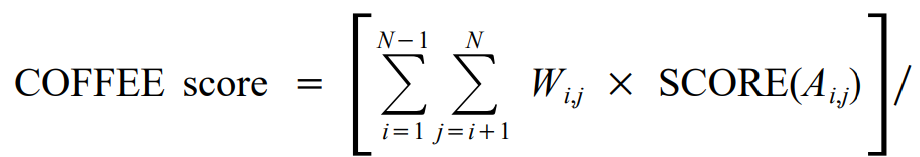 COFFEE score = [ ∑_{i=1}^{N−1} ∑_{j=i+1}^{N} W_{i,j} × SCORE(A_{i,j}) ] /